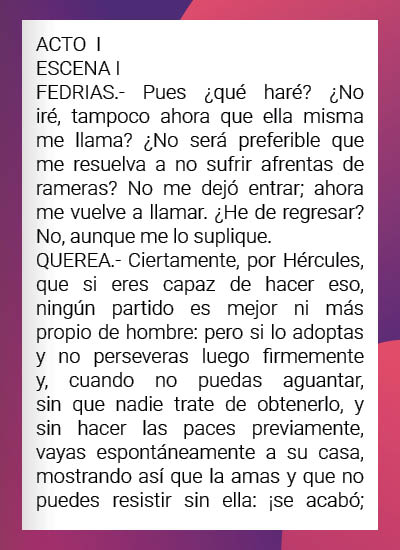 ACTO  I
ESCENA I
FEDRIAS.- Pues ¿qué haré? ¿No
iré, tampoco ahora que ella misma
me llama? ¿No será preferible que
me resuelva a no sufrir afrentas de
rameras? No me dejó entrar; ahora
me vuelve a llamar. ¿He de regresar?
No, aunque me lo suplique.
QUEREA.- Ciertamente, por Hércules,
que si eres capaz de hacer eso,
ningún partido es mejor ni más
propio de hombre: pero si lo adoptas
y no perseveras luego firmemente
y, cuando no puedas aguantar,
sin que nadie trate de obtenerlo, y
sin hacer las paces previamente,
vayas espontáneamente a su casa,
mostrando así que la amas y que no
puedes resistir sin ella: ¡se acabó;